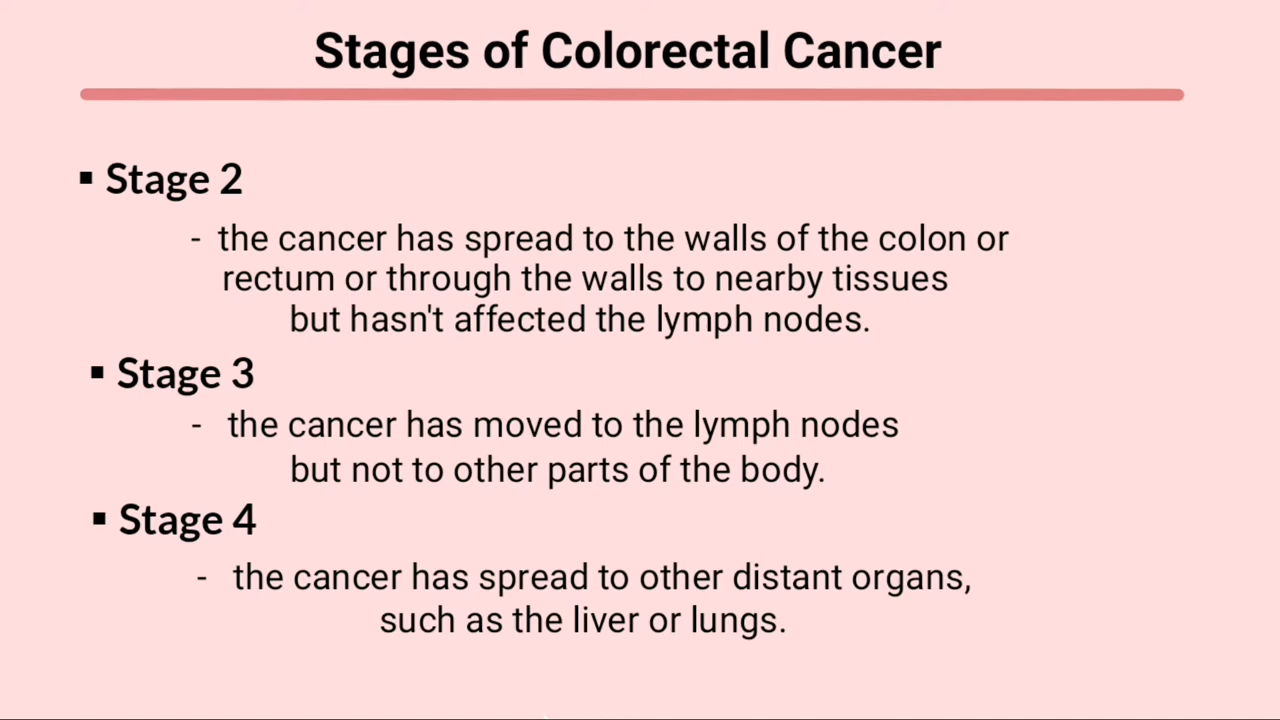 Stages of Colorectal Cancer
▪ Stage 2
- the cancer has spread to the walls of the colon or
rectum or through the walls to nearby tissues
but hasn't affected the lymph nodes.
▪ Stage 3
- the cancer has moved to the lymph nodes
but not to other parts of the body.
▪ Stage 4
- the cancer has spread to other distant organs,
such as the liver or lungs.